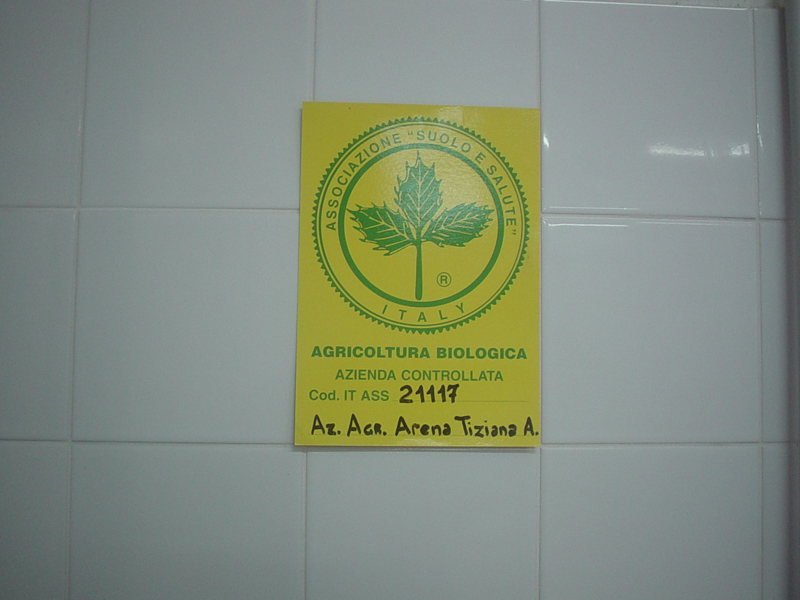 ASSOCIAZIONE "SUOLO E SALUTE"
®
ITALY
AGRICOLTURA BIOLOGICA
AZIENDA CONTROLLATA
Cod. IT ASS 21117
Az. Agr. Arena Tiziana A.